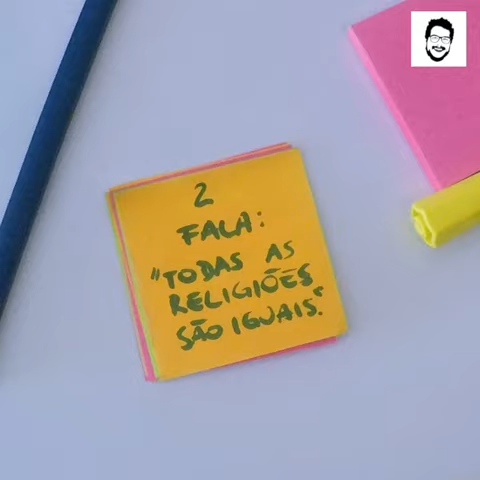 2
FALA:
"TODAS AS
RELIGIÕES
SÃO IGUAIS".